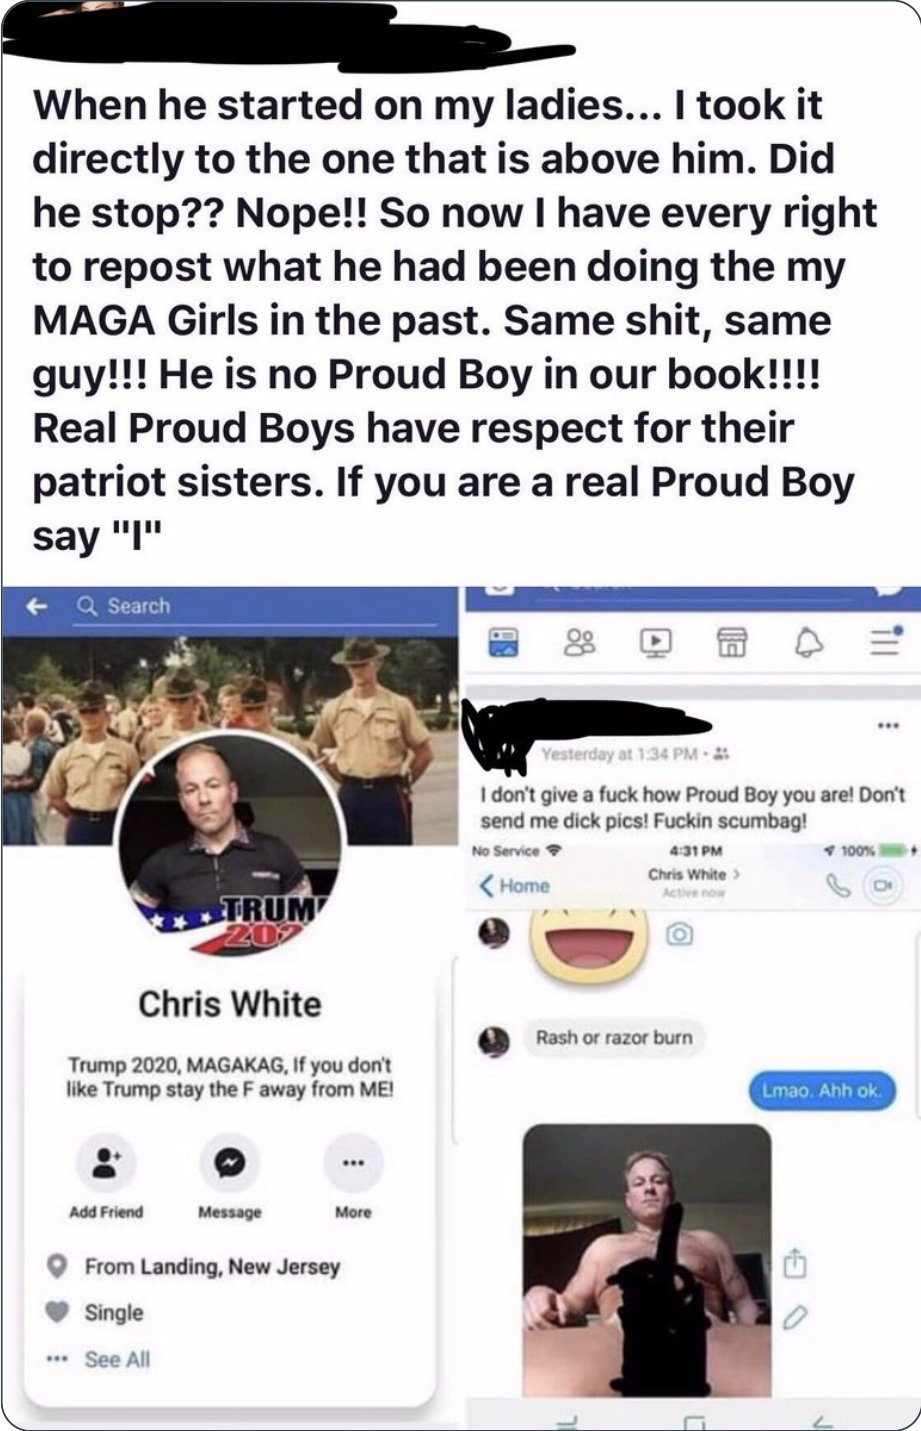 When he started on my ladies... I took it
directly to the one that is above him. Did
he stop?? Nope!! So now I have every right
to repost what he had been doing the my
MAGA Girls in the past. Same shit, same
guy!!! He is no Proud Boy in our book!!!!
Real Proud Boys have respect for their
patriot sisters. If you are a real Proud Boy
say "I"
Search
TRUMP
202
Chris White
Trump 2020, MAGAKAG, If you don't
like Trump stay the F away from ME!
Add Friend
Message
More
From Landing, New Jersey
Single
See All
Yesterday at 1:34 PM
I don't give a fuck how Proud Boy you are! Don't
send me dick pics! Fuckin scumbag!
No Service
4:31 PM
100%
Home
Chris White
Active now
Rash or razor burn
Lmao. Ahh ok.